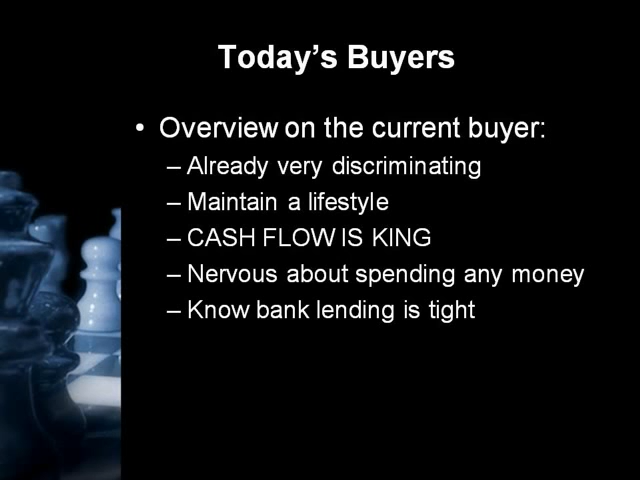 Today’s Buyers
• Overview on the current buyer:
– Already very discriminating
– Maintain a lifestyle
– CASH FLOW IS KING
– Nervous about spending any money
– Know bank lending is tight